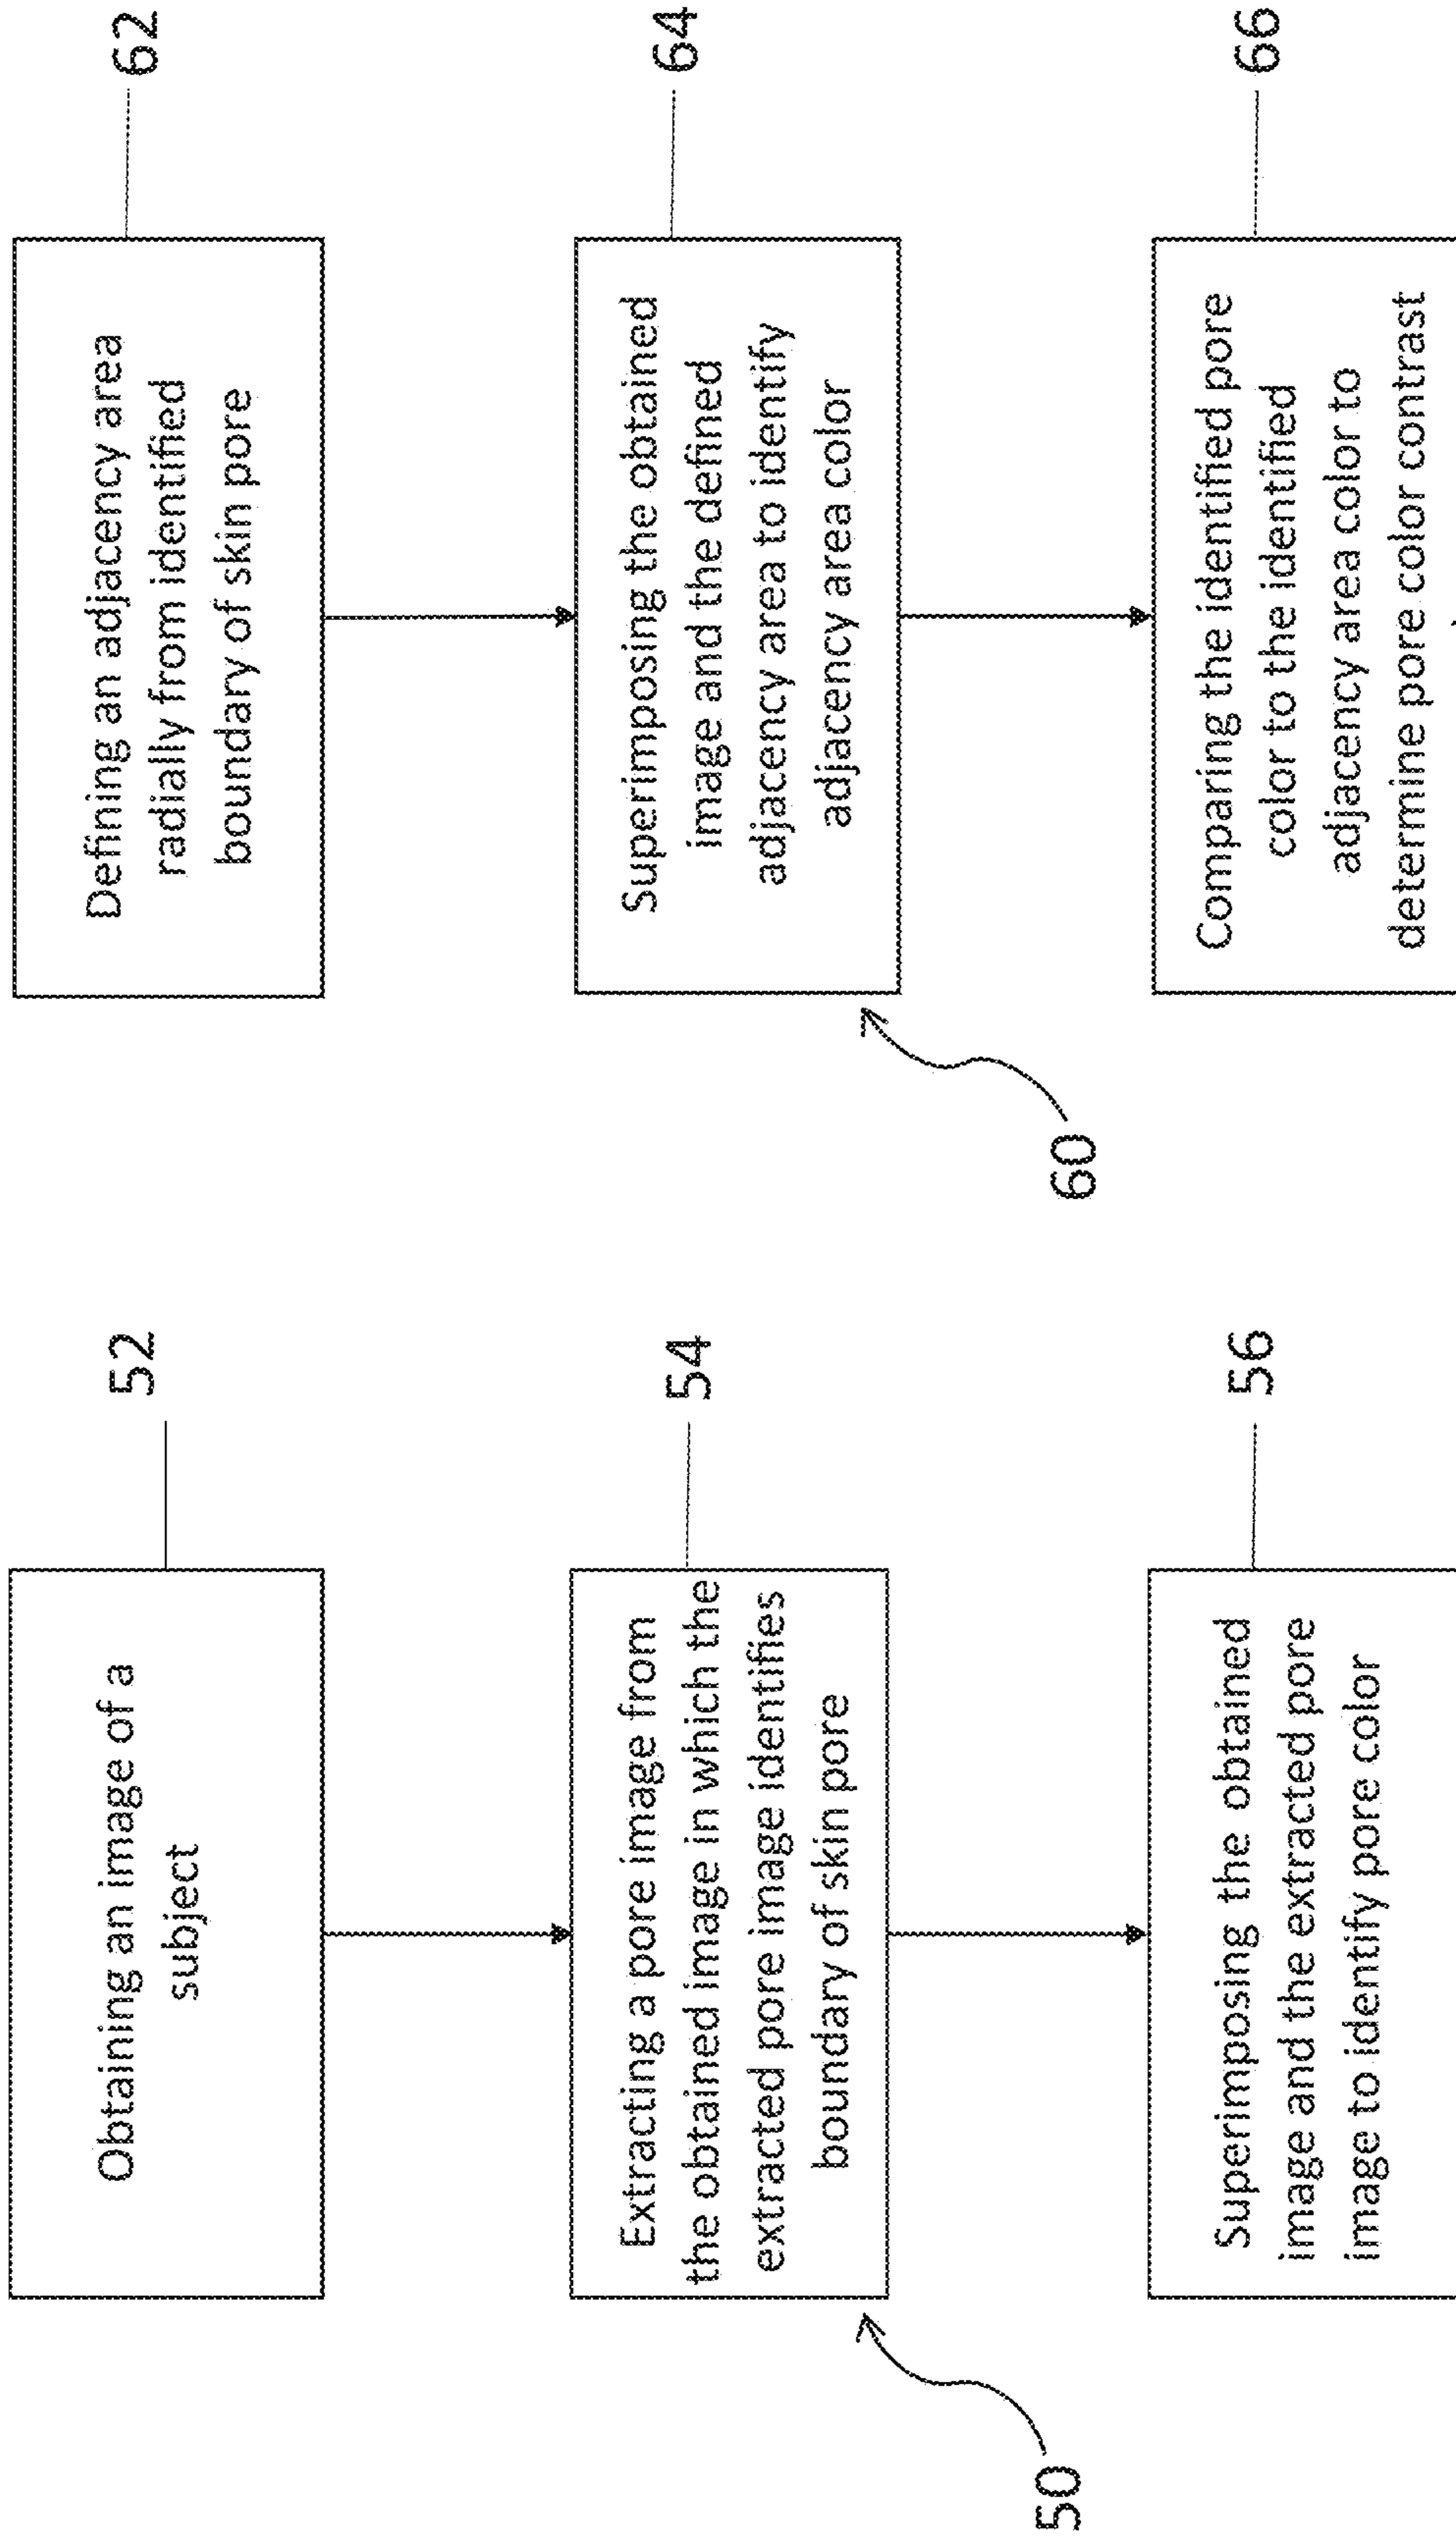 52
Obtaining an image of a
subject
54
Extracting a pore image from
the obtained image in which the
extracted pore image identifies
boundary of skin pore
56
Superimposing the obtained
image and the extracted pore
image to identify pore color
50
62
Defining an adjacency area
radially from identified
boundary of skin pore
64
Superimposing the obtained
image and the defined
adjacency area to identify
adjacency area color
66
Comparing the identified pore
color to the identified
adjacency area color to
determine pore color contrast
60